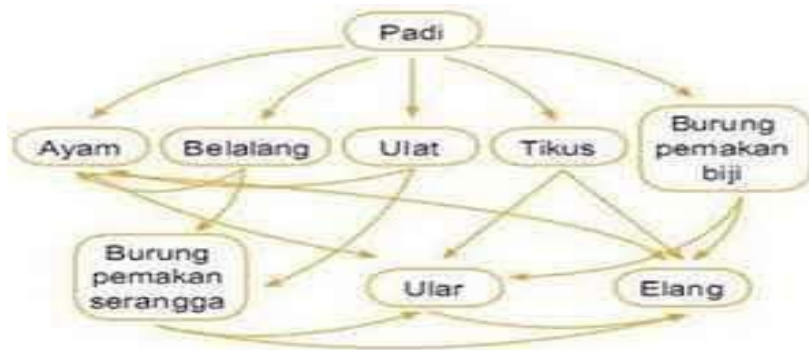 Padi
Ayam
Belalang
Ulat
Tikus
Burung
pemakan
biji
Burung
pemakan
serangga
Ular
Elang